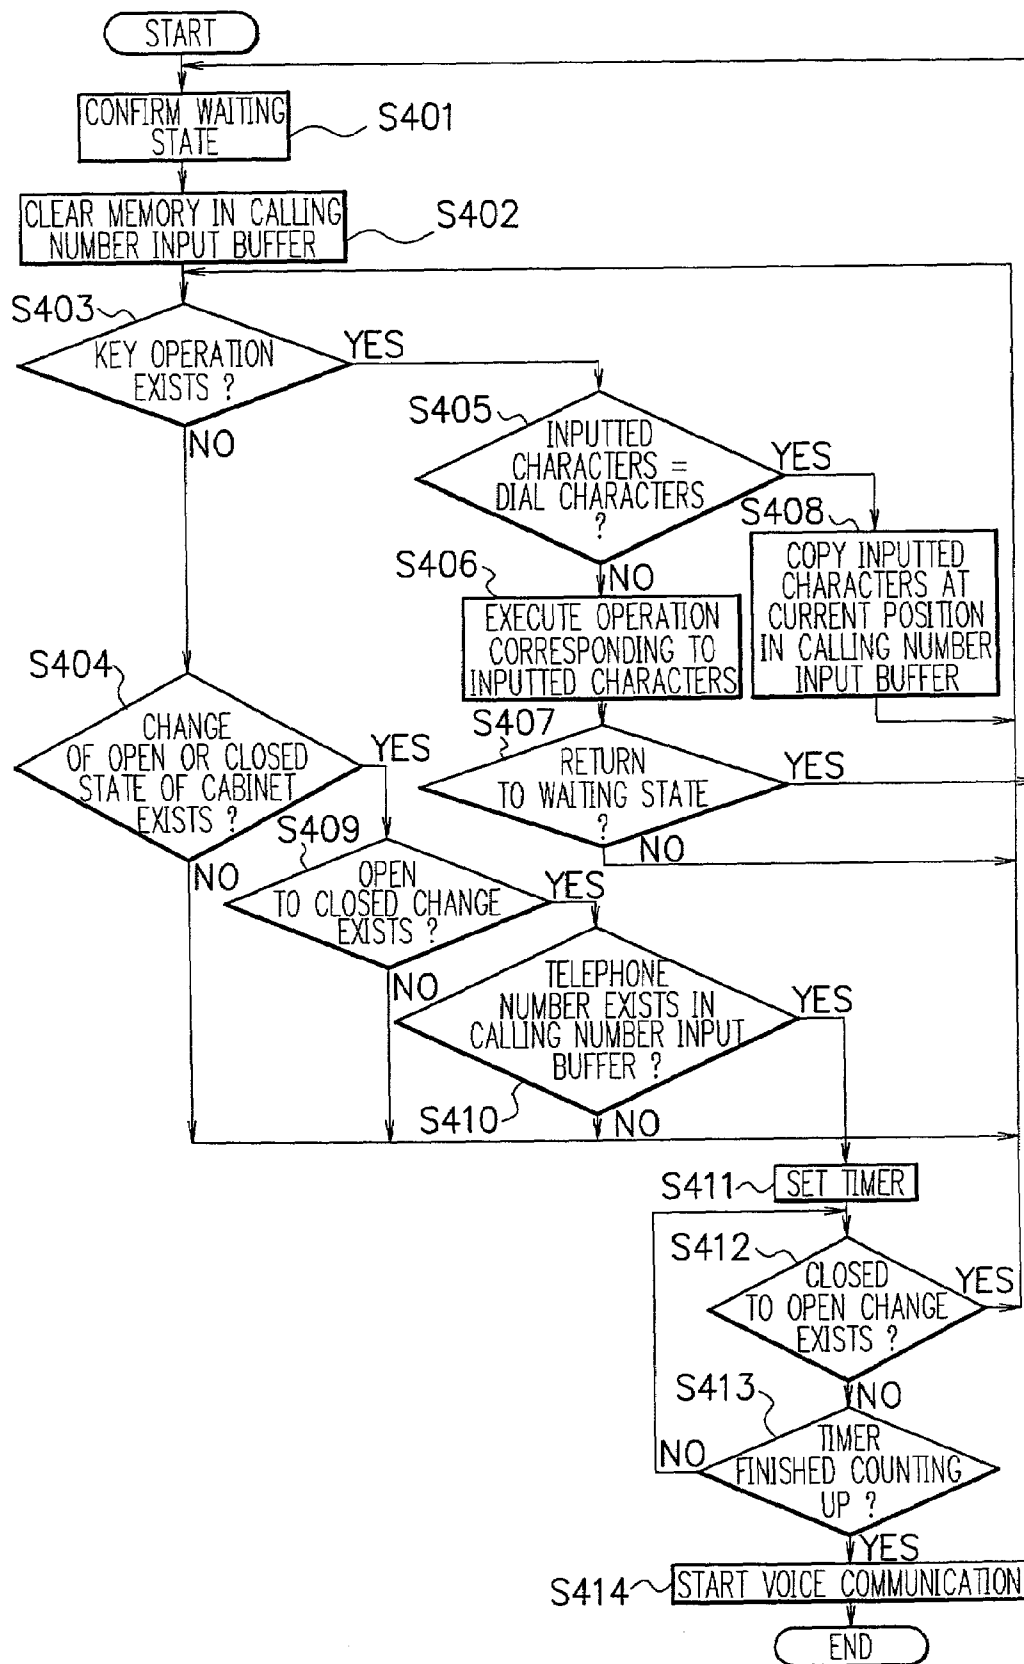 START
CONFIRM WAITING
STATE
S401
CLEAR MEMORY IN CALLING
NUMBER INPUT BUFFER
S402
S403
KEY OPERATION
EXISTS ?
YES
NO
S405
INPUTTED
CHARACTERS =
DIAL CHARACTERS
?
YES
NO
S408
COPY INPUTTED
CHARACTERS AT
CURRENT POSITION
IN CALLING NUMBER
INPUT BUFFER
S406
EXECUTE OPERATION
CORRESPONDING TO
INPUTTED CHARACTERS
S407
RETURN
TO WAITING STATE
?
YES
NO
S404
CHANGE
OF OPEN OR CLOSED
STATE OF CABINET
EXISTS ?
YES
NO
S409
OPEN
TO CLOSED CHANGE
EXISTS ?
YES
NO
TELEPHONE
NUMBER EXISTS IN
CALLING NUMBER INPUT
BUFFER ?
YES
S410
NO
S411
SET TIMER
S412
CLOSED
TO OPEN CHANGE
EXISTS ?
YES
NO
S413
TIMER
FINISHED COUNTING
UP ?
NO
YES
S414
START VOICE COMMUNICATION
END